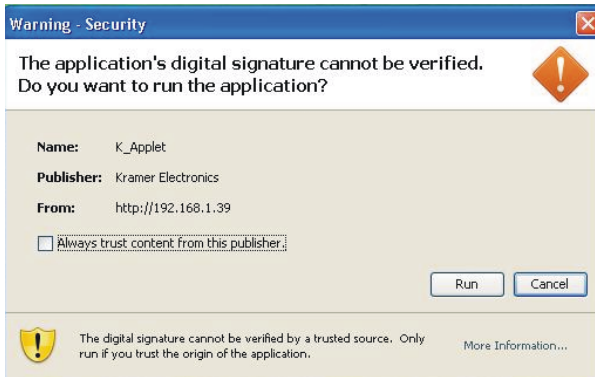 Warning - Security
The application's digital signature cannot be verified.
Do you want to run the application?
Name: K_Applet
Publisher: Kramer Electronics
From: http://192.168.1.39
Always trust content from this publisher.
Run Cancel
The digital signature cannot be verified by a trusted source. Only
run if you trust the origin of the application.
More Information...